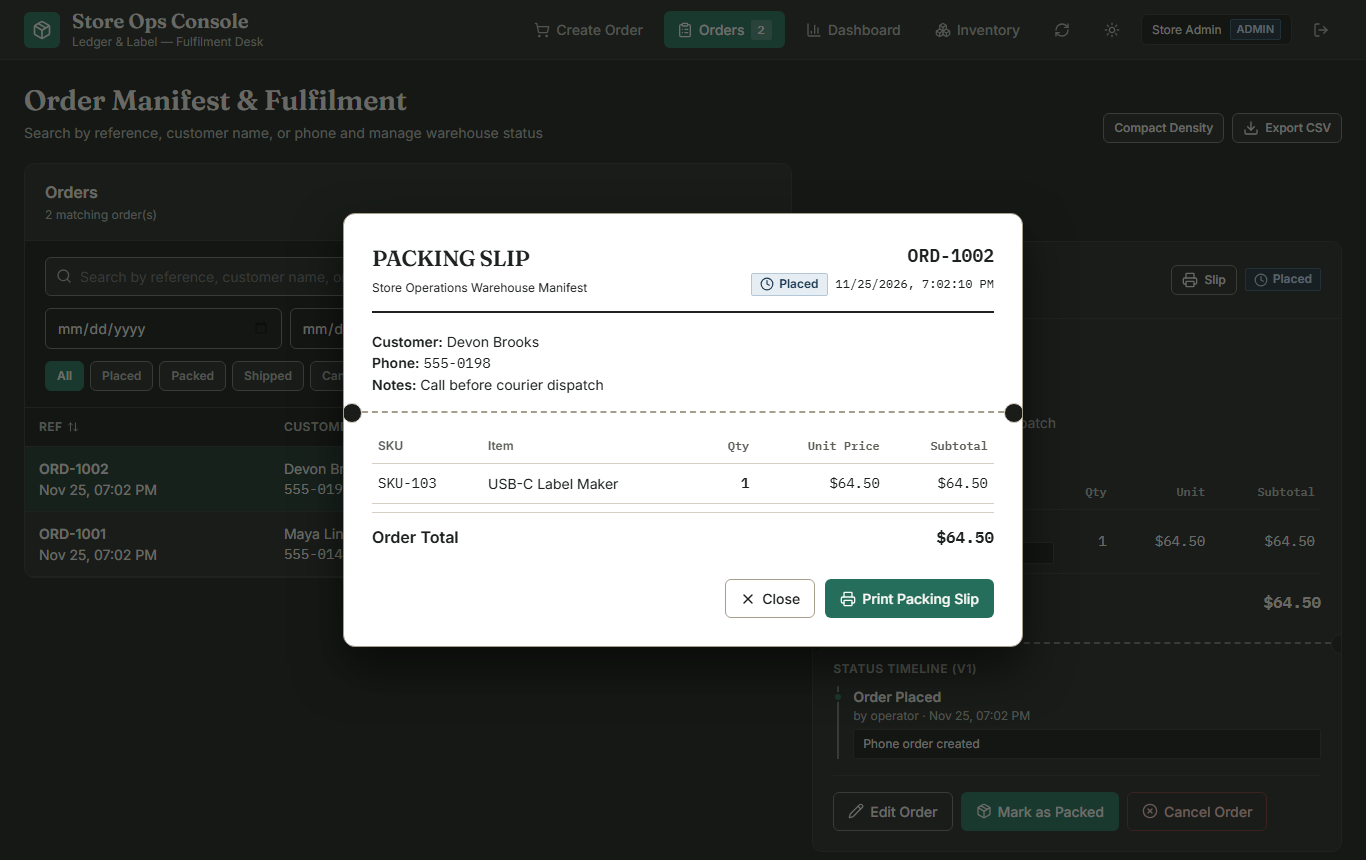 Store Ops Console
Ledger & Label — Fulfilment Desk
Create Order
Orders 2
Dashboard
Inventory
Store Admin ADMIN
Order Manifest & Fulfilment
Search by reference, customer name, or phone and manage warehouse status
Compact Density
Export CSV
Orders
2 matching order(s)
Search by reference, customer name,
mm/dd/yyyy
All
Placed
Packed
Shipped
REF
ORD-1002
Nov 25, 07:02 PM
Devon
ORD-1001
Nov 25, 07:02 PM
Maya
PACKING SLIP
ORD-1002
Store Operations Warehouse Manifest
Placed 11/25/2026, 7:02:10 PM
Customer: Devon Brooks
Phone: 555-0198
Notes: Call before courier dispatch
SKU Item Qty Unit Price Subtotal
SKU-103 USB-C Label Maker 1 $64.50 $64.50
Order Total $64.50
Close
Print Packing Slip
Slip
Placed
Qty Unit Subtotal
1 $64.50 $64.50
$64.50
STATUS TIMELINE (V1)
Order Placed
by operator · Nov 25, 07:02 PM
Phone order created
Edit Order
Mark as Packed
Cancel Order